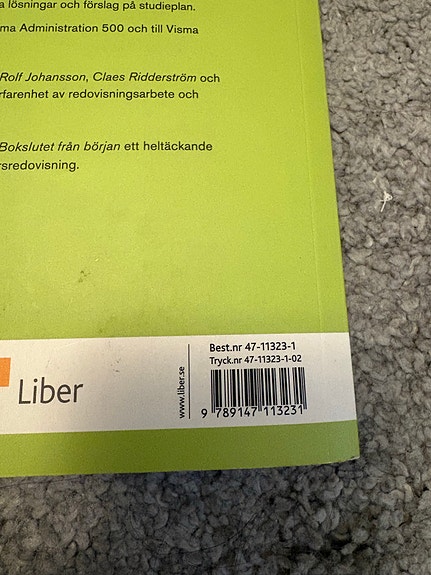 a lösningar och förslag på studieplan.
ma Administration 500 och till Visma
Rolf Johansson, Claes Ridderström och
rfarenhet av redovisningsarbete och
Bokslutet från början ett heltäckande
rsredovisning.
Liber
www.liber.se
Best.nr 47-11323-1
Tryck.nr 47-11323-1-02
9 789147 113231